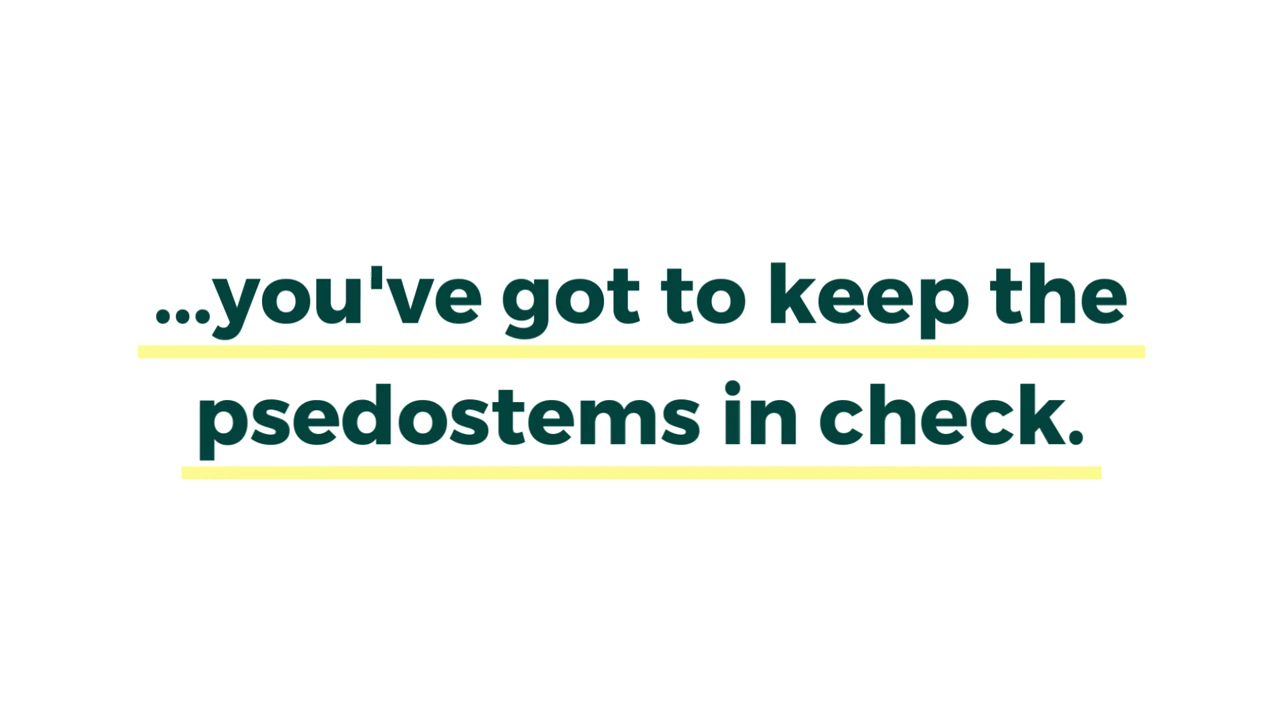 ...you've got to keep the
psedostems in check.